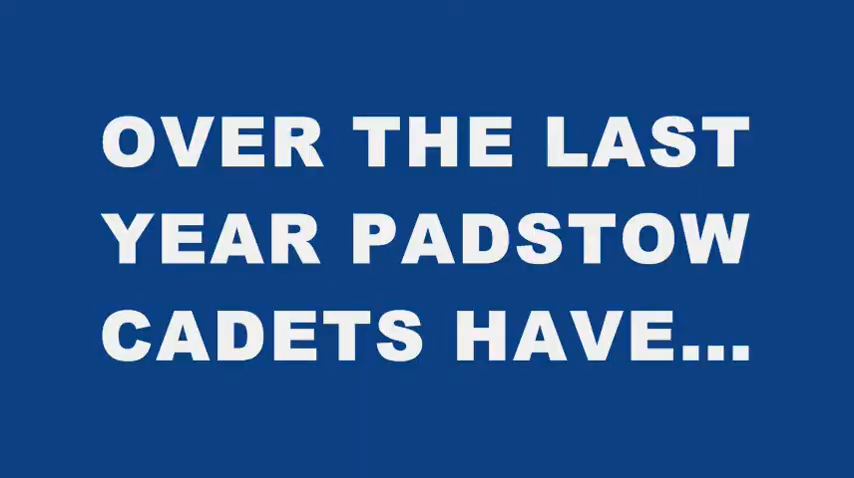 OVER THE LAST
YEAR PADSTOW
CADETS HAVE...